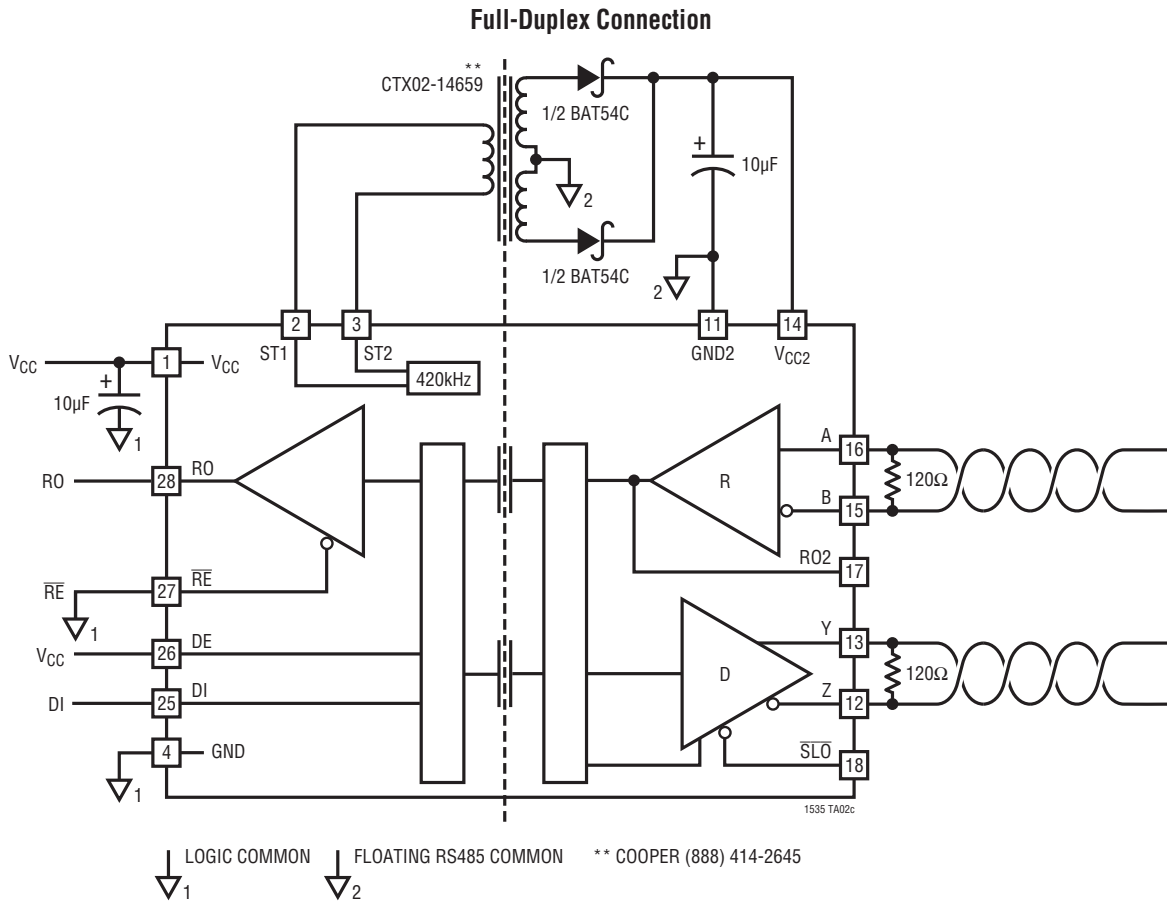 Full-Duplex Connection
**
CTX02-14659
1/2 BAT54C
+
10µF
2
1/2 BAT54C
2
2
3
11
14
ST1
ST2
GND2
VCC2
VCC
1
VCC
420kHz
+
10µF
1
A
16
RO
28
RO
R
120Ω
B
15
RO2
17
RE
27
RE
1
Y
13
VCC
26
DE
D
120Ω
DI
25
DI
Z
12
4
GND
SLO
18
1
1535 TA02c
LOGIC COMMON
FLOATING RS485 COMMON
** COOPER (888) 414-2645
1
2